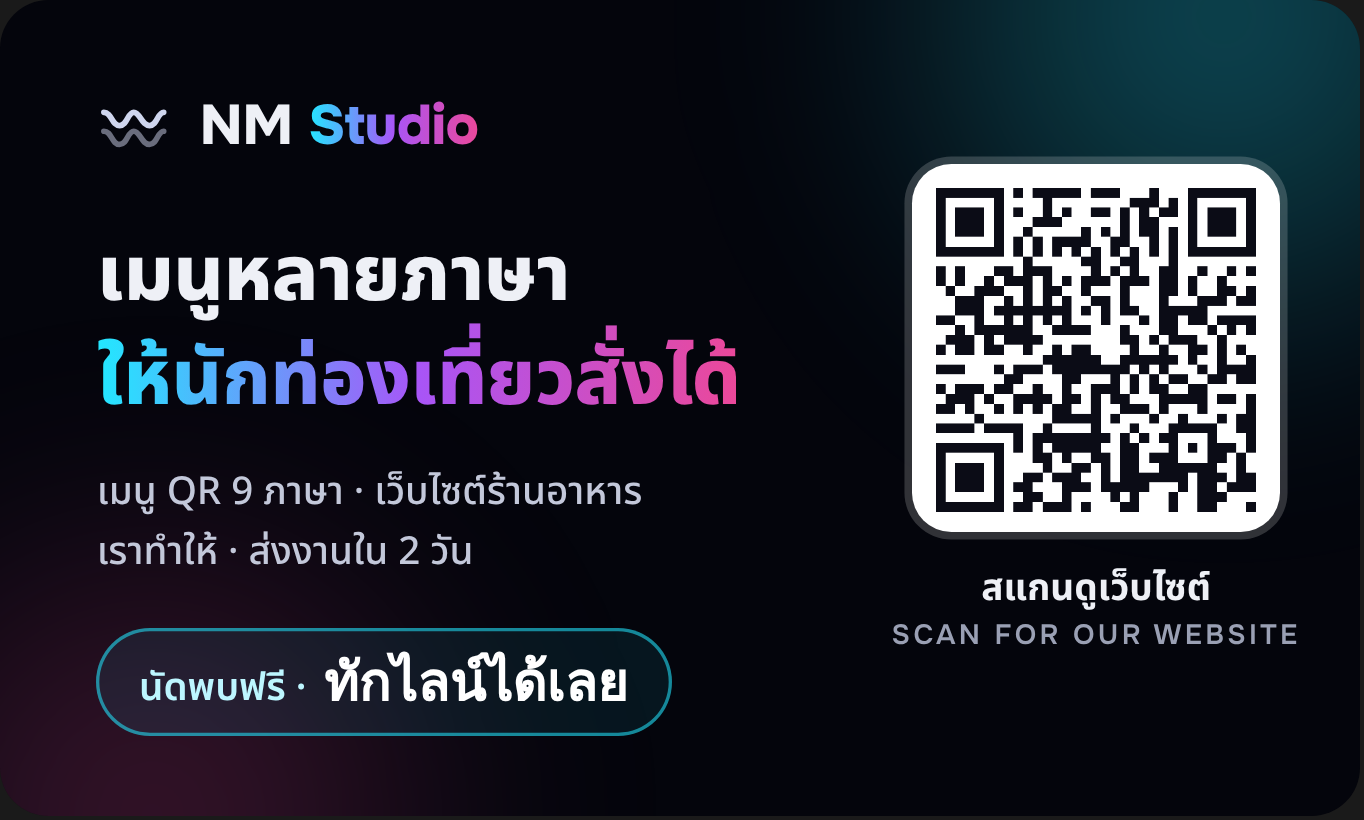 NM Studio
เมนูหลายภาษา
ให้นักท่องเที่ยวสั่งได้
เมนู QR 9 ภาษา · เว็บไซต์ร้านอาหาร
เราทำให้ · ส่งงานใน 2 วัน
นัดพบฟรี · ทักไลน์ได้เลย
สแกนดูเว็บไซต์
SCAN FOR OUR WEBSITE